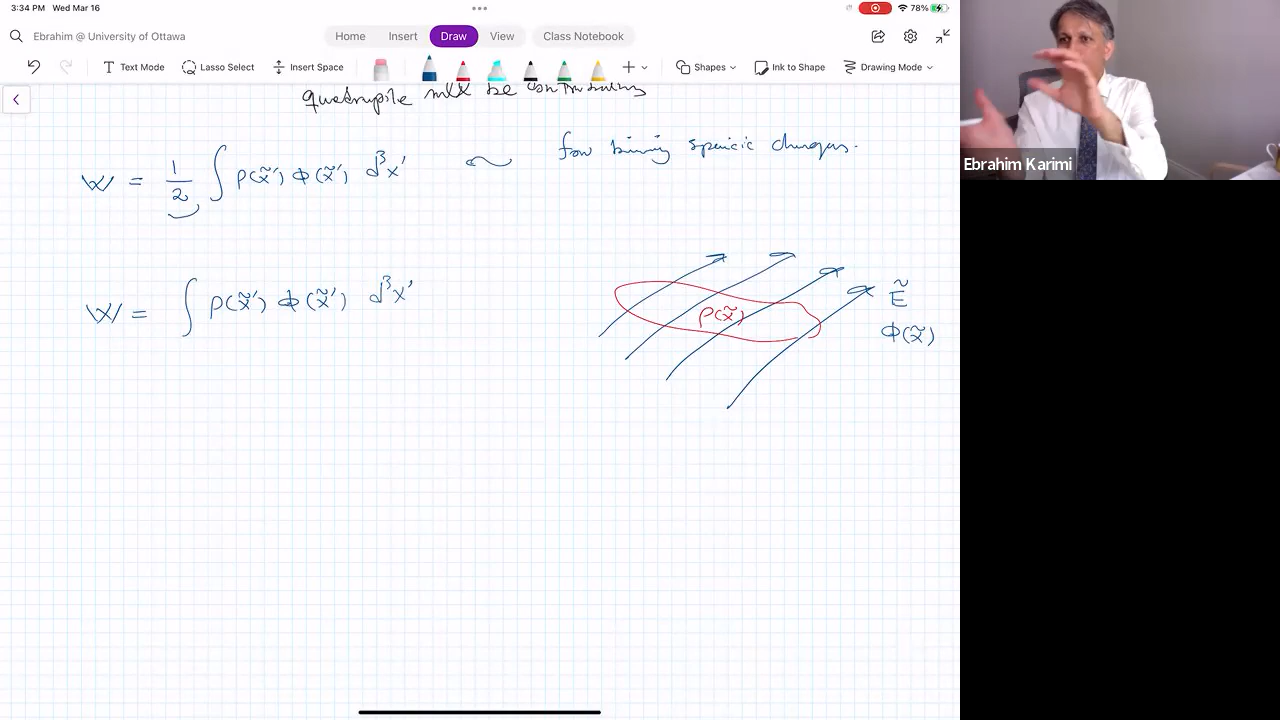 3:34 PM Wed Mar 16
78%
Ebrahim @ University of Ottawa
Home Insert Draw View Class Notebook
Text Mode Lasso Select Insert Space Shapes Ink to Shape Drawing Mode
Ebrahim Karimi
quadrupole will be contributing
W = 1/2 ∫ ρ(x̃′) Φ(x̃′) d³x′
for charges.
W = ∫ ρ(x̃′) Φ(x̃′) d³x′
ρ(x̃)
Ẽ
Φ(x̃)